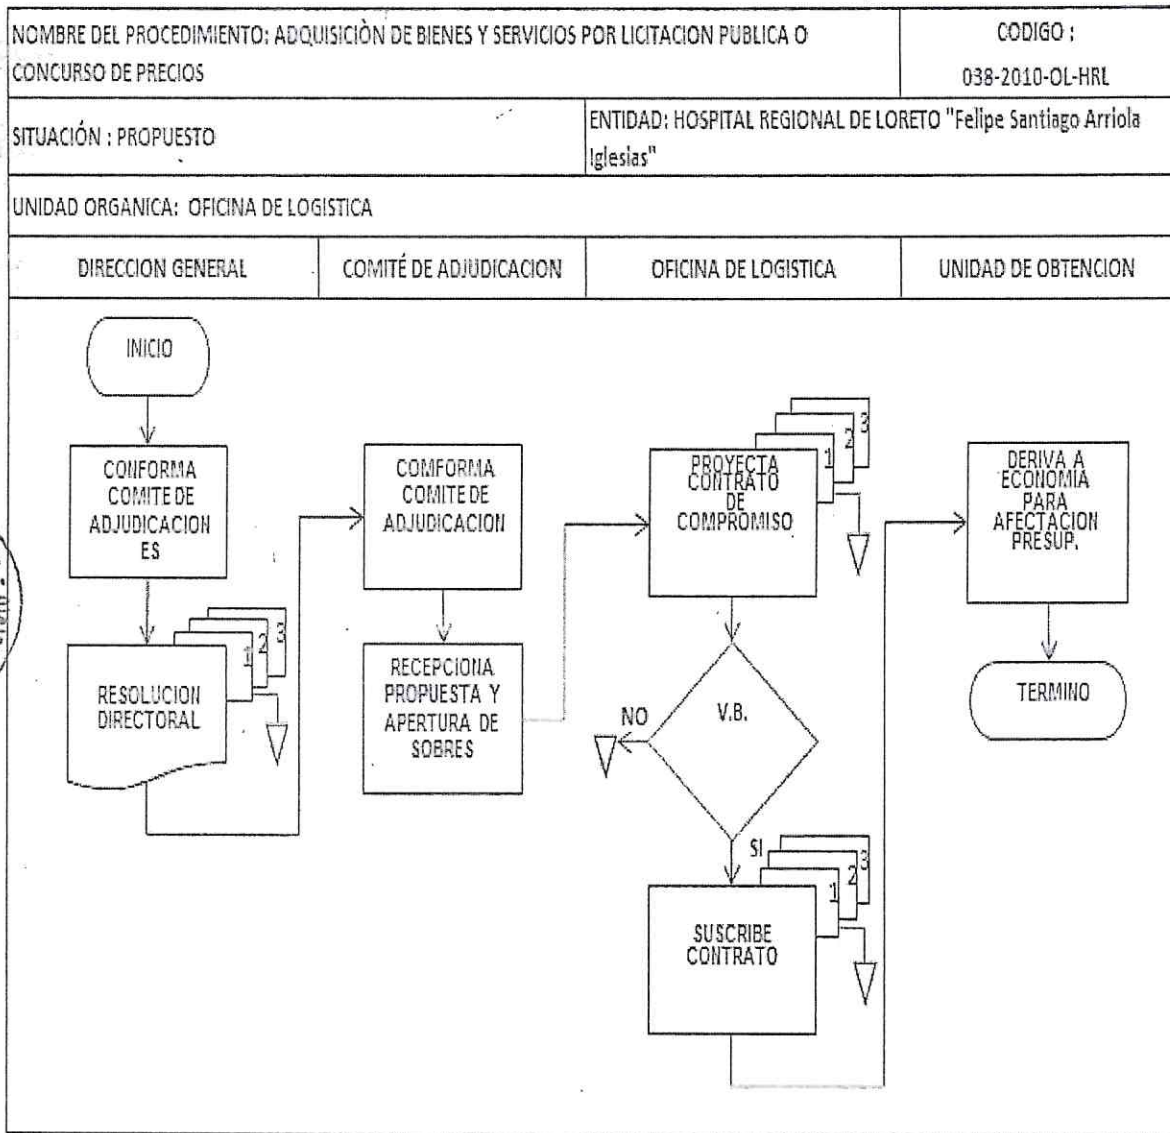 NOMBRE DEL PROCEDIMIENTO: ADQUISICIÒN DE BIENES Y SERVICIOS POR LICITACION PUBLICA O
CONCURSO DE PRECIOS
CODIGO :
038-2010-OL-HRL
SITUACIÓN : PROPUESTO
ENTIDAD: HOSPITAL REGIONAL DE LORETO "Felipe Santiago Arriola
Iglesias"
UNIDAD ORGANICA: OFICINA DE LOGISTICA
DIRECCION GENERAL
COMITÉ DE ADJUDICACION
OFICINA DE LOGISTICA
UNIDAD DE OBTENCION
INICIO
CONFORMA
COMITE DE
ADJUDICACION
ES
RESOLUCION
DIRECTORAL
1
2
3
COMFORMA
COMITE DE
ADJUDICACION
RECEPCIONA
PROPUESTA Y
APERTURA DE
SOBRES
PROYECTA
CONTRATO
DE
COMPROMISO
1
2
3
V.B.
NO
SI
SUSCRIBE
CONTRATO
1
2
3
DERIVA A
ECONOMIA
PARA
AFECTACION
PRESUP.
TERMINO